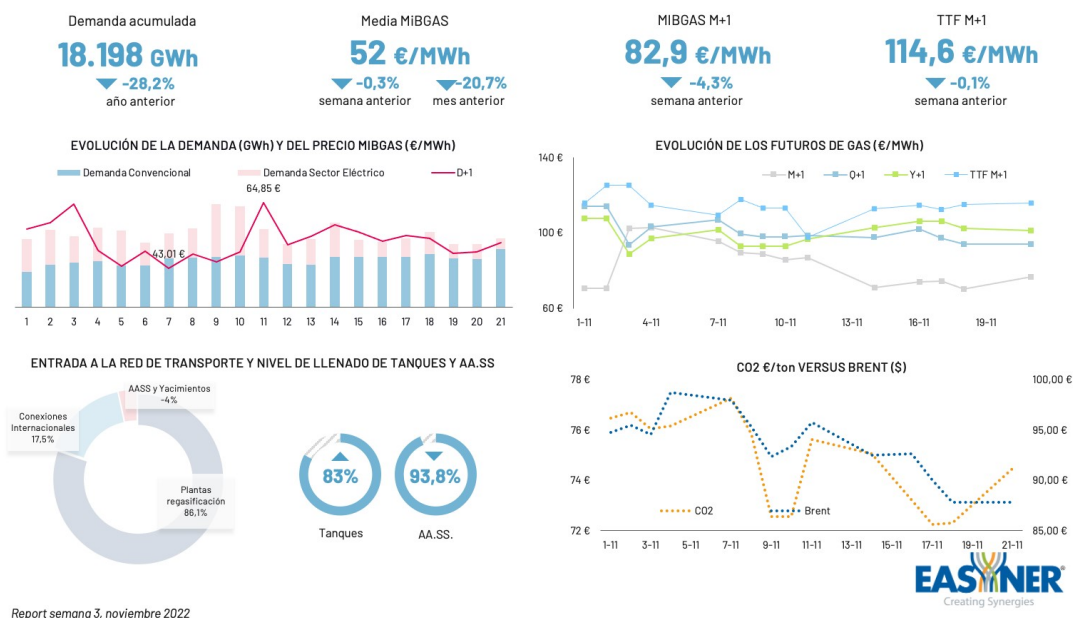 Demanda acumulada
18.198 GWh
-28,2%
año anterior
Media MiBGAS
52 €/MWh
-0,3%
semana anterior
-20,7%
mes anterior
MIBGAS M+1
82,9 €/MWh
-4,3%
semana anterior
TTF M+1
114,6 €/MWh
-0,1%
semana anterior
EVOLUCIÓN DE LA DEMANDA (GWh) Y DEL PRECIO MIBGAS (€/MWh)
Demanda Convencional
Demanda Sector Eléctrico
D+1
64,85 €
43,01 €
1 2 3 4 5 6 7 8 9 10 11 12 13 14 15 16 17 18 19 20 21
EVOLUCIÓN DE LOS FUTUROS DE GAS (€/MWh)
M+1
Q+1
Y+1
TTF M+1
140 €
100 €
60 €
1-11 4-11 7-11 10-11 13-11 16-11 19-11
ENTRADA A LA RED DE TRANSPORTE Y NIVEL DE LLENADO DE TANQUES Y AA.SS
AASS y Yacimientos
-4%
Conexiones
Internacionales
17,5%
Plantas
regasificación
86,1%
83%
Tanques
93,8%
AA.SS.
CO2 €/ton VERSUS BRENT ($)
78 €
76 €
74 €
72 €
100,00 €
95,00 €
90,00 €
85,00 €
CO2
Brent
1-11 3-11 5-11 7-11 9-11 11-11 13-11 15-11 17-11 19-11 21-11
EASYNER®
Creating Synergies
Report semana 3, noviembre 2022